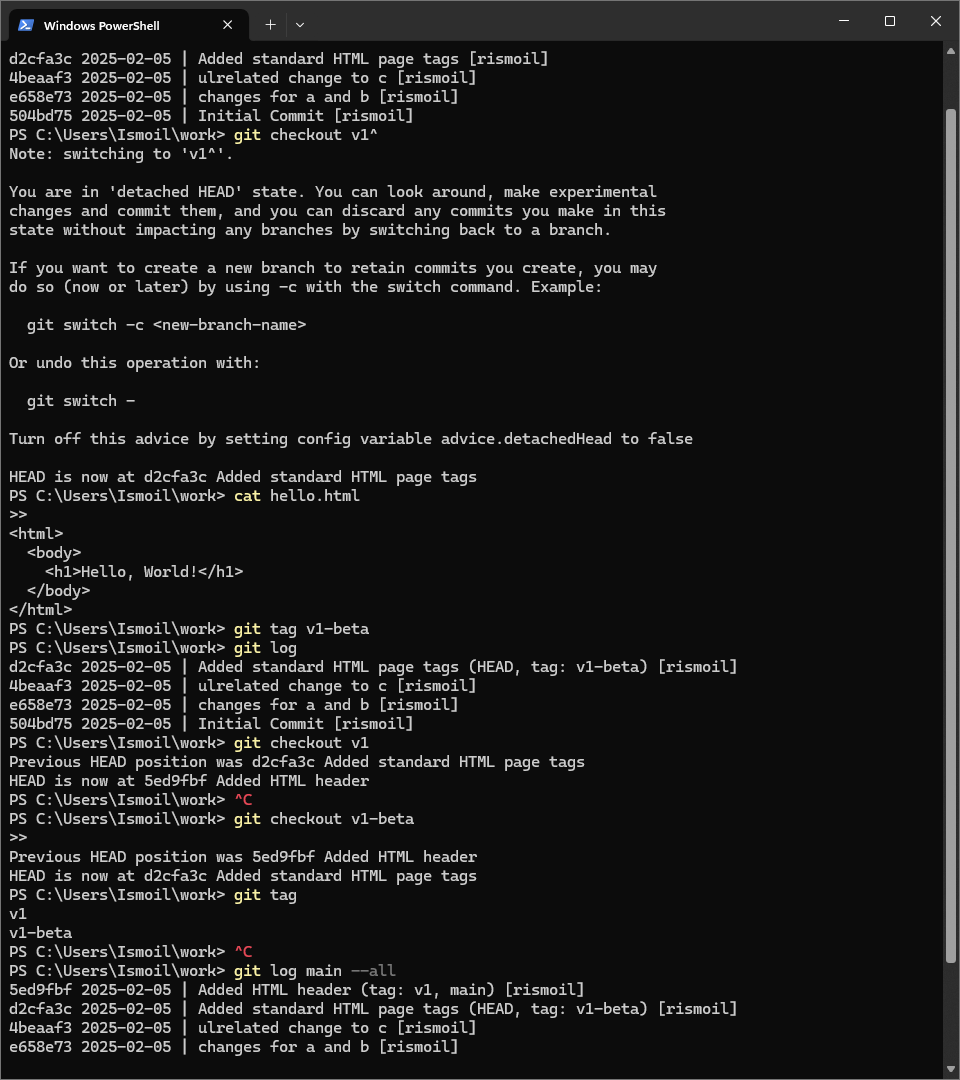 Windows PowerShell
d2cfa3c 2025-02-05 | Added standard HTML page tags [rismoil]
4beaaf3 2025-02-05 | ulrelated change to c [rismoil]
e658e73 2025-02-05 | changes for a and b [rismoil]
504bd75 2025-02-05 | Initial Commit [rismoil]
PS C:\Users\Ismoil\work> git checkout v1^
Note: switching to 'v1^'.
You are in 'detached HEAD' state. You can look around, make experimental
changes and commit them, and you can discard any commits you make in this
state without impacting any branches by switching back to a branch.
If you want to create a new branch to retain commits you create, you may
do so (now or later) by using -c with the switch command. Example:
git switch -c <new-branch-name>
Or undo this operation with:
git switch -
Turn off this advice by setting config variable advice.detachedHead to false
HEAD is now at d2cfa3c Added standard HTML page tags
PS C:\Users\Ismoil\work> cat hello.html
>>
<html>
  <body>
    <h1>Hello, World!</h1>
  </body>
</html>
PS C:\Users\Ismoil\work> git tag v1-beta
PS C:\Users\Ismoil\work> git log
d2cfa3c 2025-02-05 | Added standard HTML page tags (HEAD, tag: v1-beta) [rismoil]
4beaaf3 2025-02-05 | ulrelated change to c [rismoil]
e658e73 2025-02-05 | changes for a and b [rismoil]
504bd75 2025-02-05 | Initial Commit [rismoil]
PS C:\Users\Ismoil\work> git checkout v1
Previous HEAD position was d2cfa3c Added standard HTML page tags
HEAD is now at 5ed9fbf Added HTML header
PS C:\Users\Ismoil\work> ^C
PS C:\Users\Ismoil\work> git checkout v1-beta
>>
Previous HEAD position was 5ed9fbf Added HTML header
HEAD is now at d2cfa3c Added standard HTML page tags
PS C:\Users\Ismoil\work> git tag
v1
v1-beta
PS C:\Users\Ismoil\work> ^C
PS C:\Users\Ismoil\work> git log main --all
5ed9fbf 2025-02-05 | Added HTML header (tag: v1, main) [rismoil]
d2cfa3c 2025-02-05 | Added standard HTML page tags (HEAD, tag: v1-beta) [rismoil]
4beaaf3 2025-02-05 | ulrelated change to c [rismoil]
e658e73 2025-02-05 | changes for a and b [rismoil]